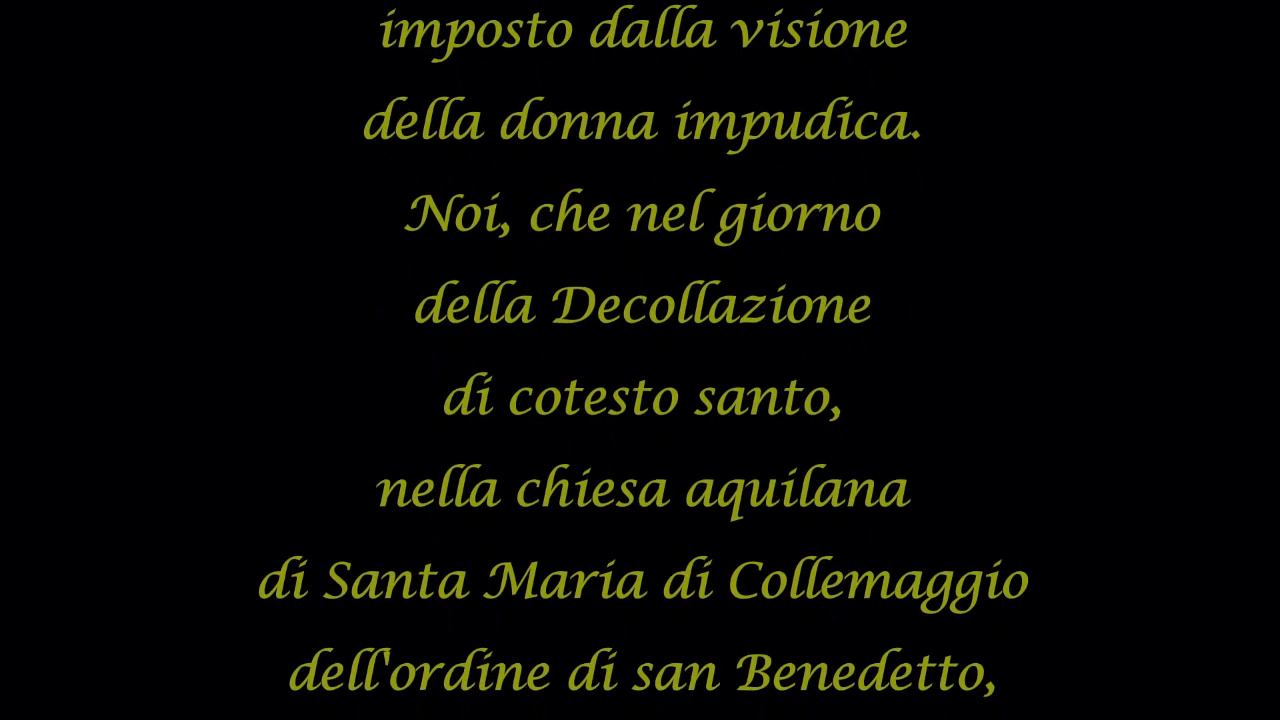 imposto dalla visione
della donna impudica.
Noi, che nel giorno
della Decollazione
di cotesto santo,
nella chiesa aquilana
di Santa Maria di Collemaggio
dell'ordine di san Benedetto,